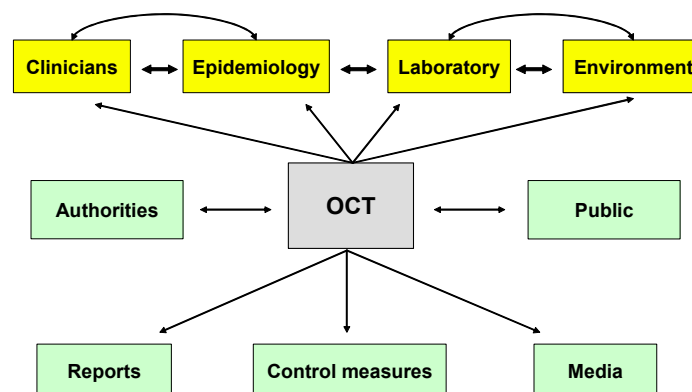 Clinicians
Epidemiology
Laboratory
Environment
OCT
Authorities
Public
Reports
Control measures
Media